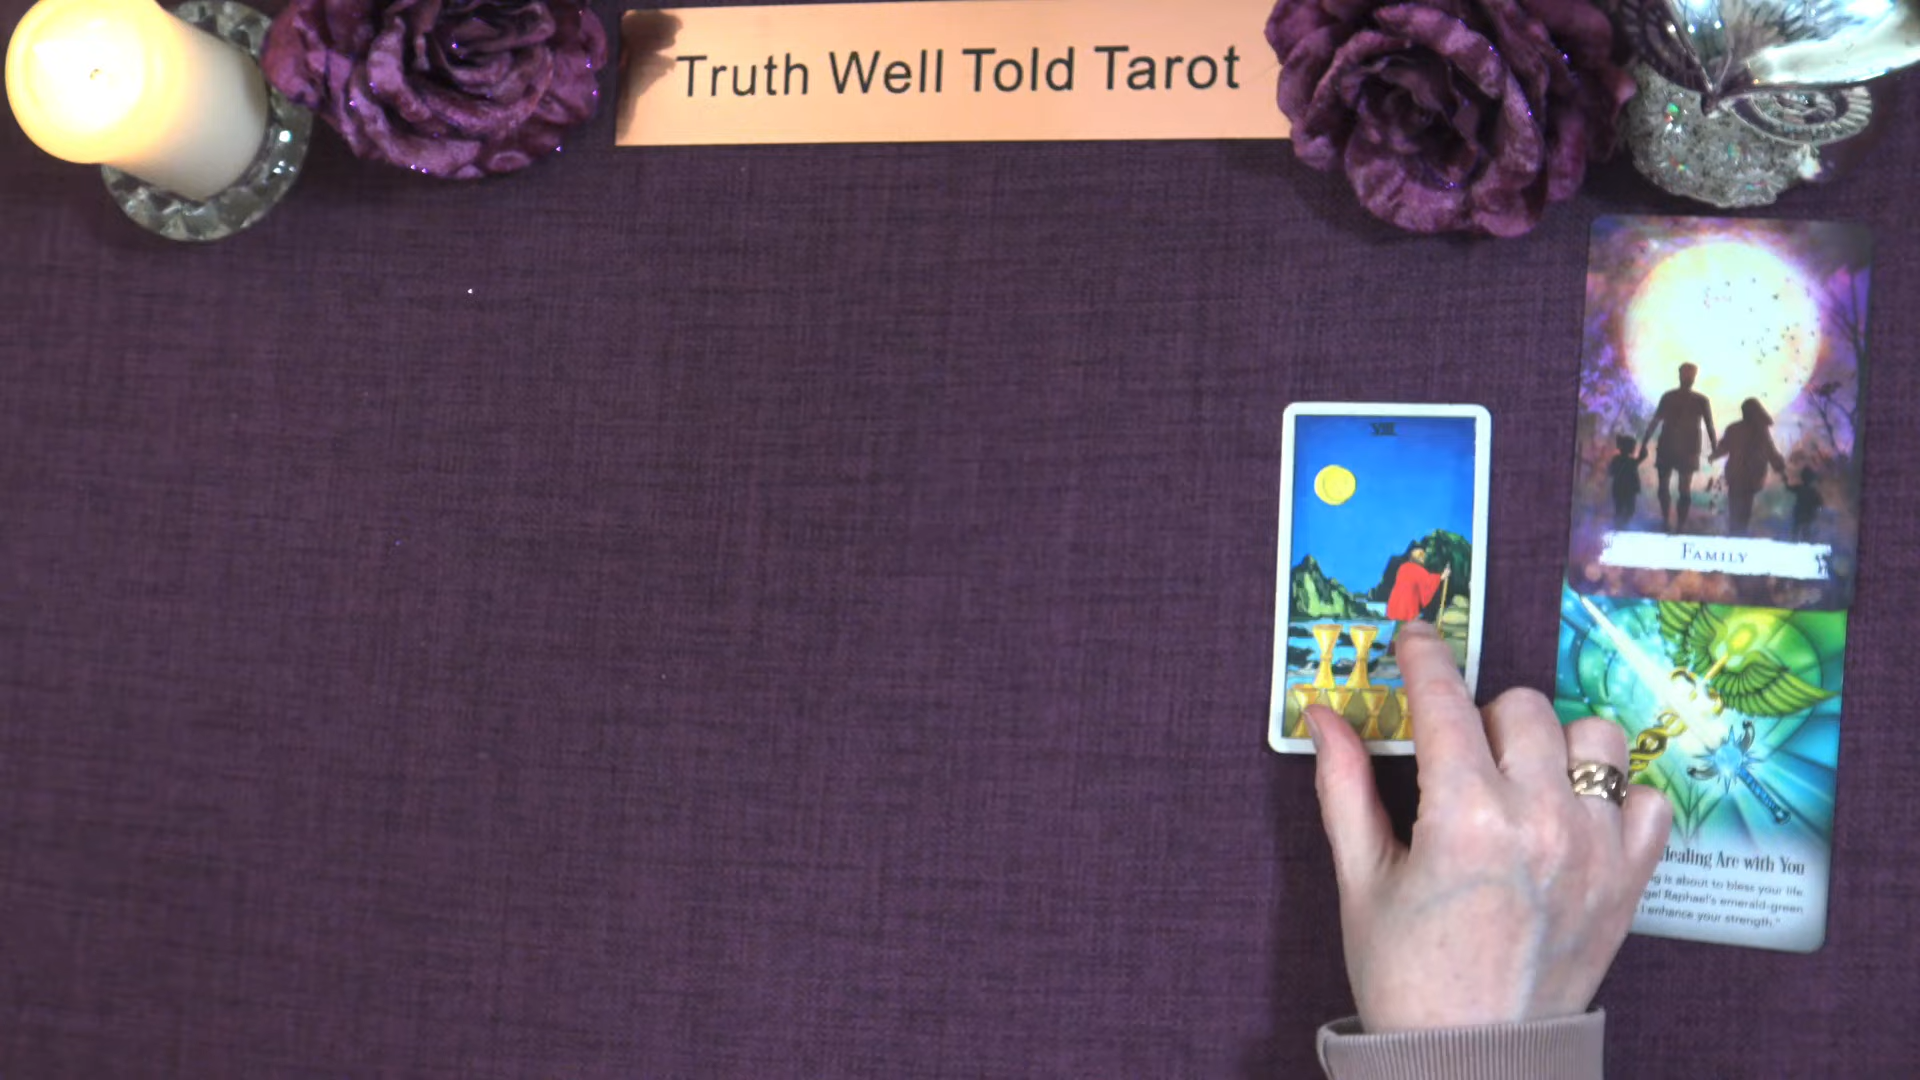 Truth Well Told Tarot
VIII
FAMILY
Healing Are with You
is about to bless your life
Raphael's emerald-green
I enhance your strength."